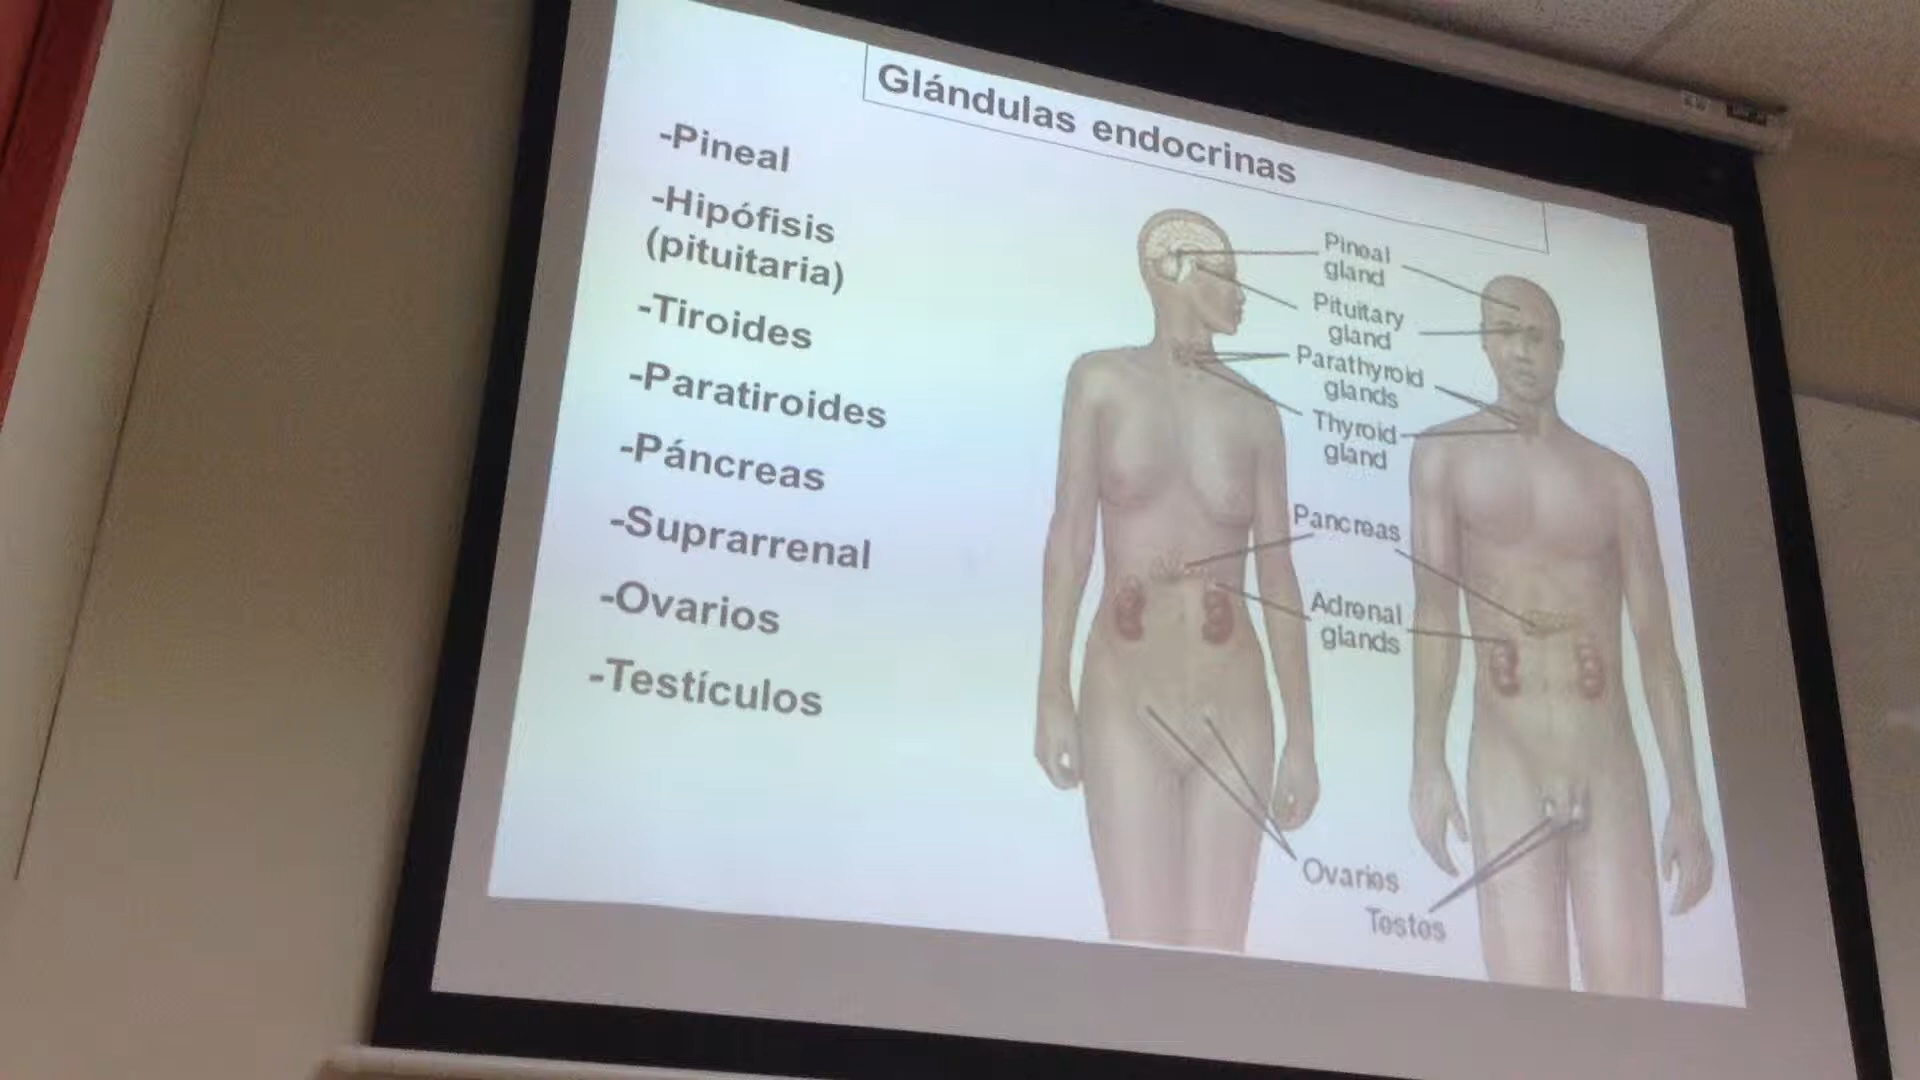 Glándulas endocrinas
-Pineal
-Hipófisis
(pituitaria)
-Tiroides
-Paratiroides
-Páncreas
-Suprarrenal
-Ovarios
-Testículos
Pineal
gland
Pituitary
gland
Parathyroid
glands
Thyroid
gland
Pancreas
Adrenal
glands
Ovaries
Testes